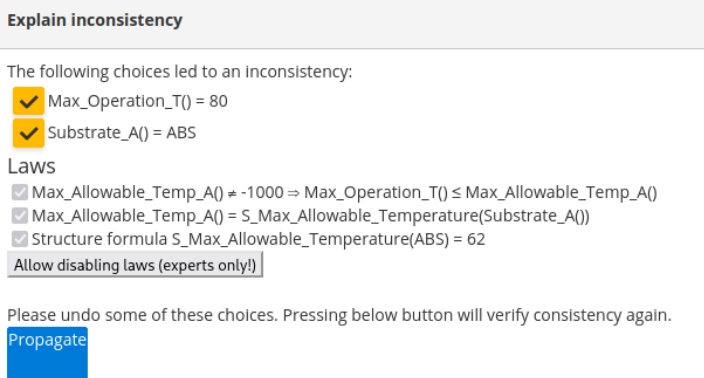 Explain inconsistency
The following choices led to an inconsistency:
Max_Operation_T() = 80
Substrate_A() = ABS
Laws
Max_Allowable_Temp_A() ≠ -1000 ⇒ Max_Operation_T() ≤ Max_Allowable_Temp_A()
Max_Allowable_Temp_A() = S_Max_Allowable_Temperature(Substrate_A())
Structure formula S_Max_Allowable_Temperature(ABS) = 62
Allow disabling laws (experts only!)
Please undo some of these choices. Pressing below button will verify consistency again.
Propagate